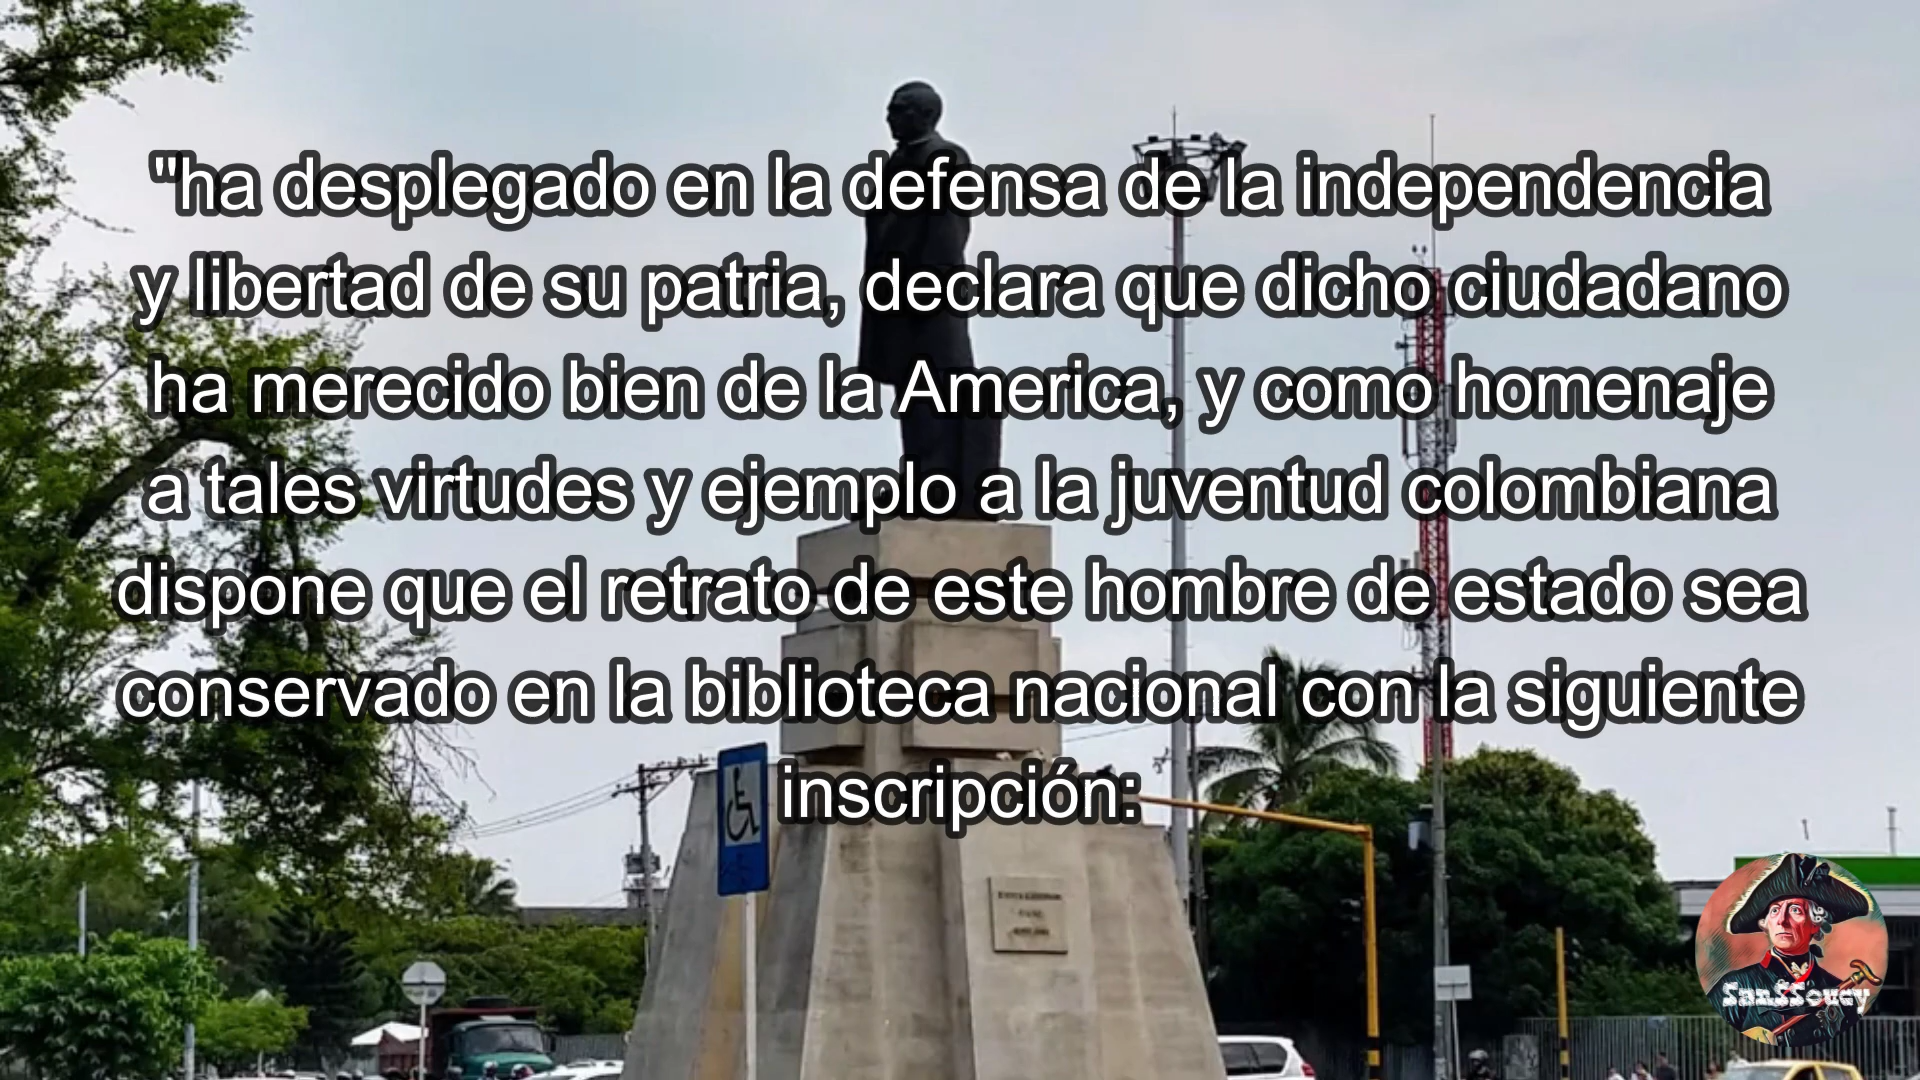 "ha desplegado en la defensa de la independencia
y libertad de su patria, declara que dicho ciudadano
ha merecido bien de la America, y como homenaje
a tales virtudes y ejemplo a la juventud colombiana
dispone que el retrato de este hombre de estado sea
conservado en la biblioteca nacional con la siguiente
inscripción:
SansSoucy